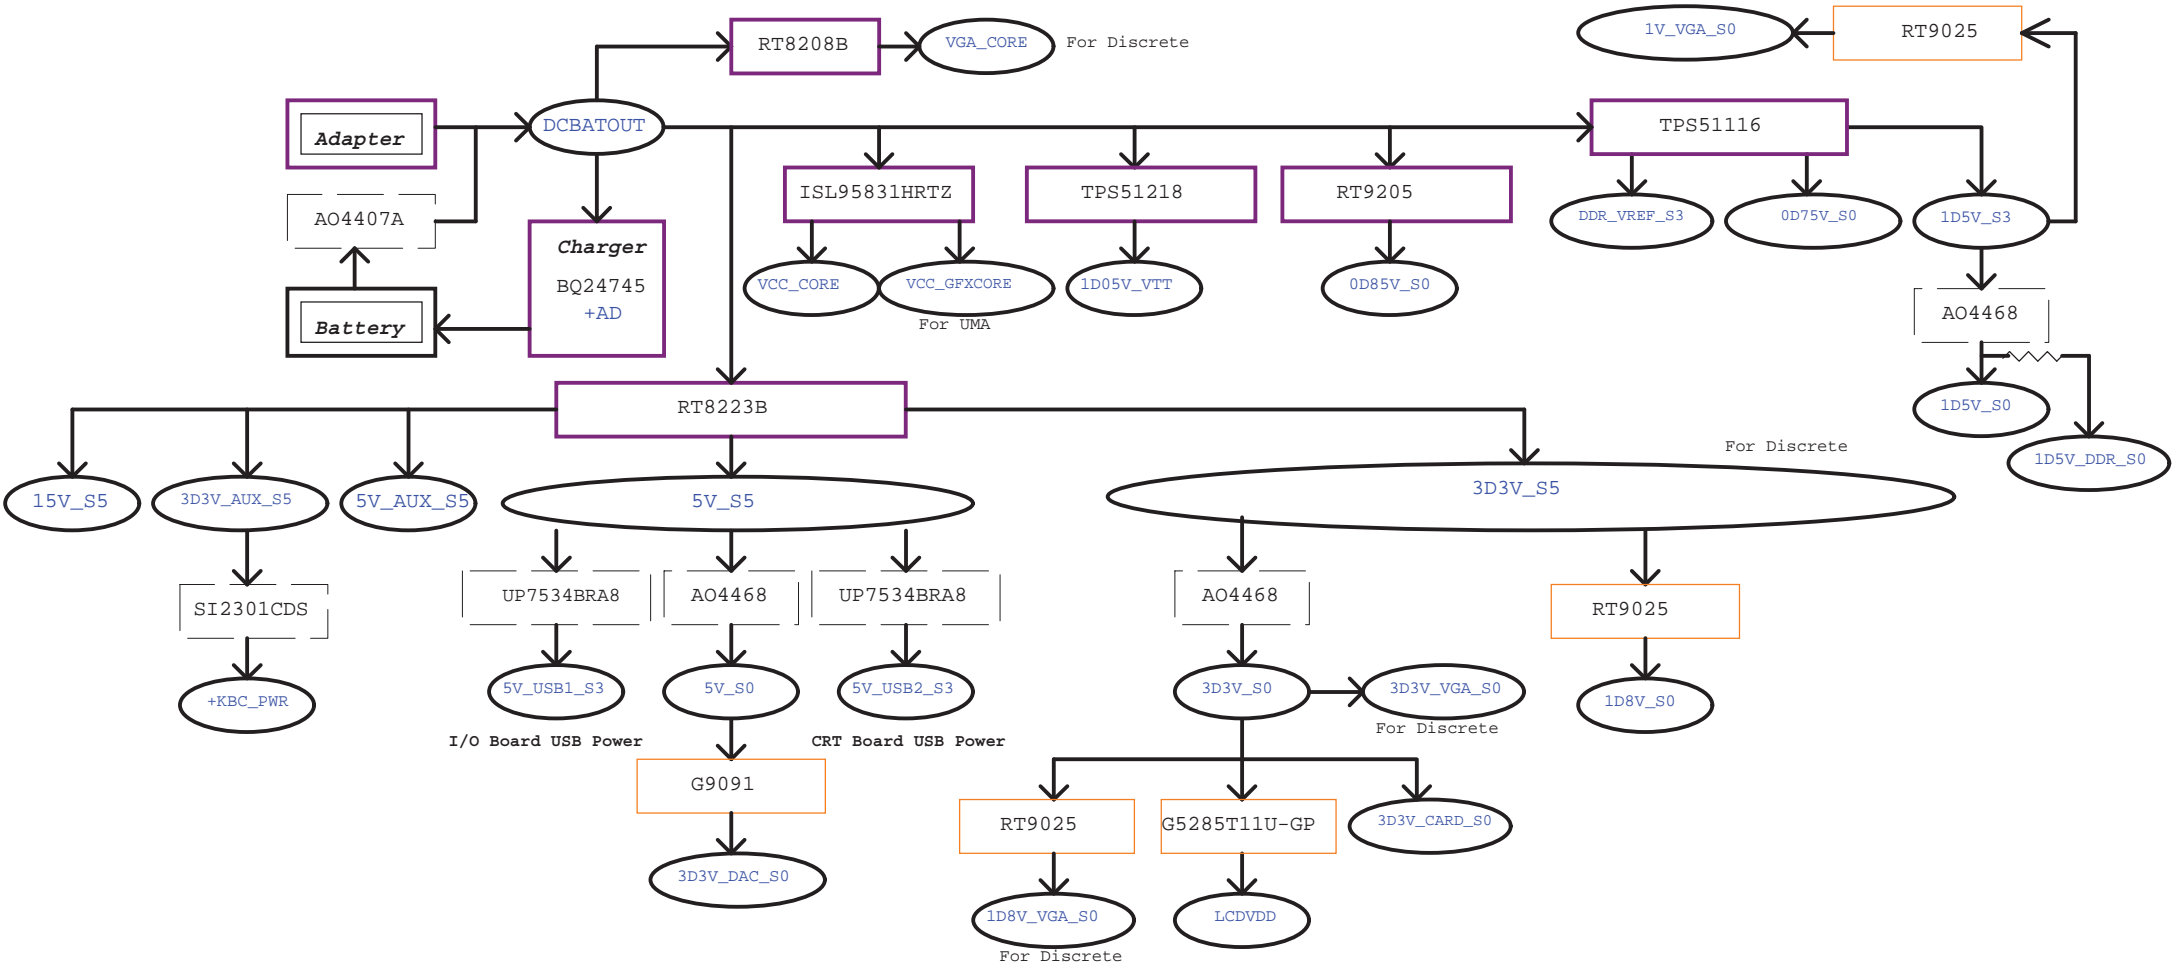 RT8208B
VGA_CORE
For Discrete
1V_VGA_S0
RT9025
Adapter
DCBATOUT
TPS51116
AO4407A
ISL95831HRTZ
TPS51218
RT9205
DDR_VREF_S3
0D75V_S0
1D5V_S3
Charger
BQ24745
+AD
VCC_CORE
VCC_GFXCORE
1D05V_VTT
0D85V_S0
For UMA
Battery
AO4468
RT8223B
1D5V_S0
For Discrete
1D5V_DDR_S0
15V_S5
3D3V_AUX_S5
5V_AUX_S5
5V_S5
3D3V_S5
SI2301CDS
UP7534BRA8
AO4468
UP7534BRA8
AO4468
RT9025
+KBC_PWR
5V_USB1_S3
5V_S0
5V_USB2_S3
3D3V_S0
3D3V_VGA_S0
1D8V_S0
For Discrete
I/O Board USB Power
CRT Board USB Power
G9091
RT9025
G5285T11U-GP
3D3V_CARD_S0
3D3V_DAC_S0
1D8V_VGA_S0
LCDVDD
For Discrete